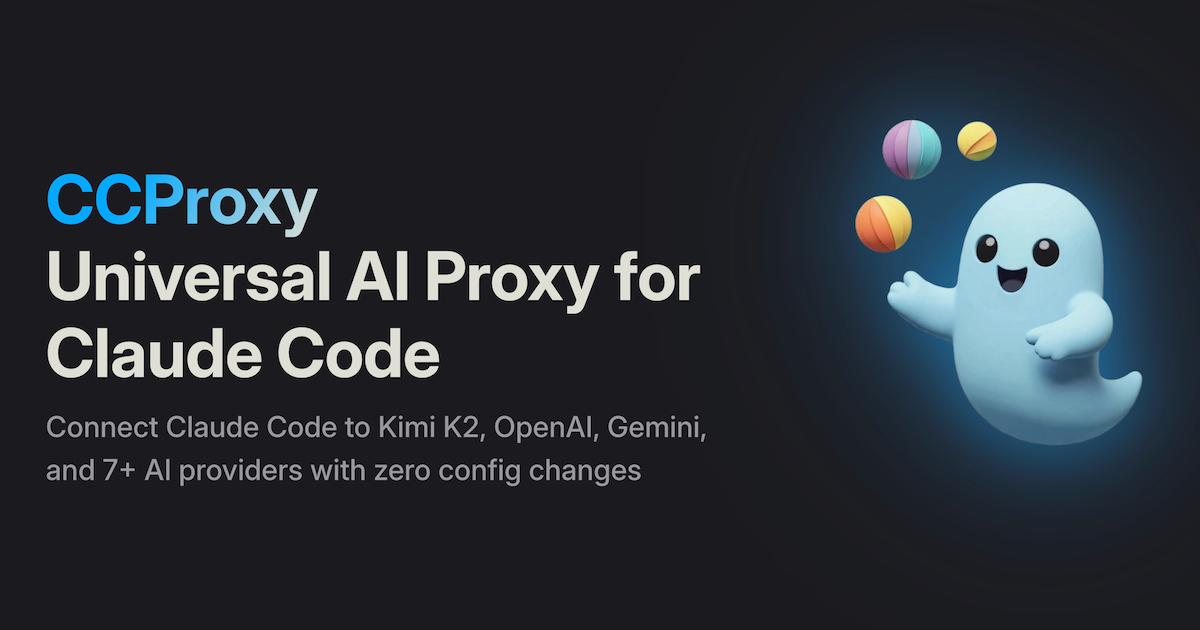 CCProxy
Universal AI Proxy for
Claude Code
Connect Claude Code to Kimi K2, OpenAI, Gemini,
and 7+ AI providers with zero config changes